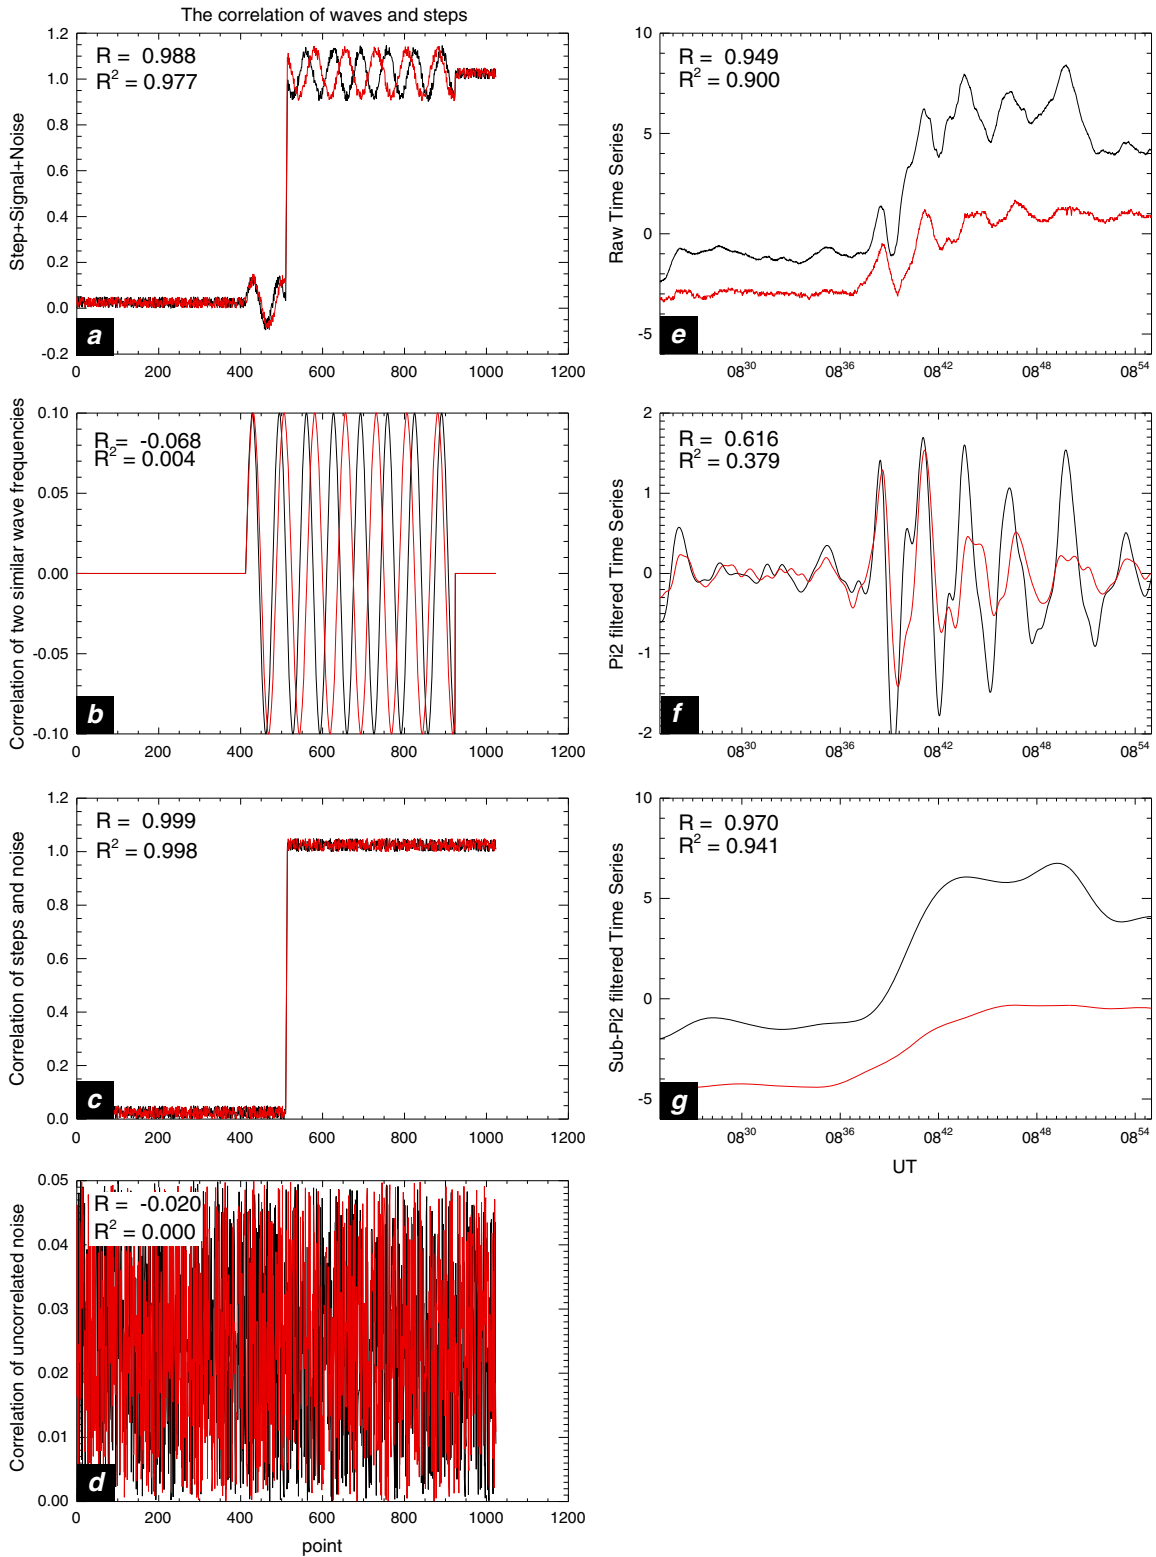 The correlation of waves and steps
Step+Signal+Noise
R = 0.988
R² = 0.977
1.2
1.0
0.8
0.6
0.4
0.2
0.0
-0.2
a
0 200 400 600 800 1000 1200
Correlation of two similar wave frequencies
R = -0.068
R² = 0.004
0.10
0.05
0.00
-0.05
-0.10
b
0 200 400 600 800 1000 1200
Correlation of steps and noise
R = 0.999
R² = 0.998
1.2
1.0
0.8
0.6
0.4
0.2
0.0
c
0 200 400 600 800 1000 1200
Correlation of uncorrelated noise
R = -0.020
R² = 0.000
0.05
0.04
0.03
0.02
0.01
0.00
d
0 200 400 600 800 1000 1200
point
Raw Time Series
R = 0.949
R² = 0.900
10
5
0
-5
e
08³⁰ 08³⁶ 08⁴² 08⁴⁸ 08⁵⁴
Pi2 filtered Time Series
R = 0.616
R² = 0.379
2
1
0
-1
-2
f
08³⁰ 08³⁶ 08⁴² 08⁴⁸ 08⁵⁴
Sub-Pi2 filtered Time Series
R = 0.970
R² = 0.941
10
5
0
-5
g
08³⁰ 08³⁶ 08⁴² 08⁴⁸ 08⁵⁴
UT